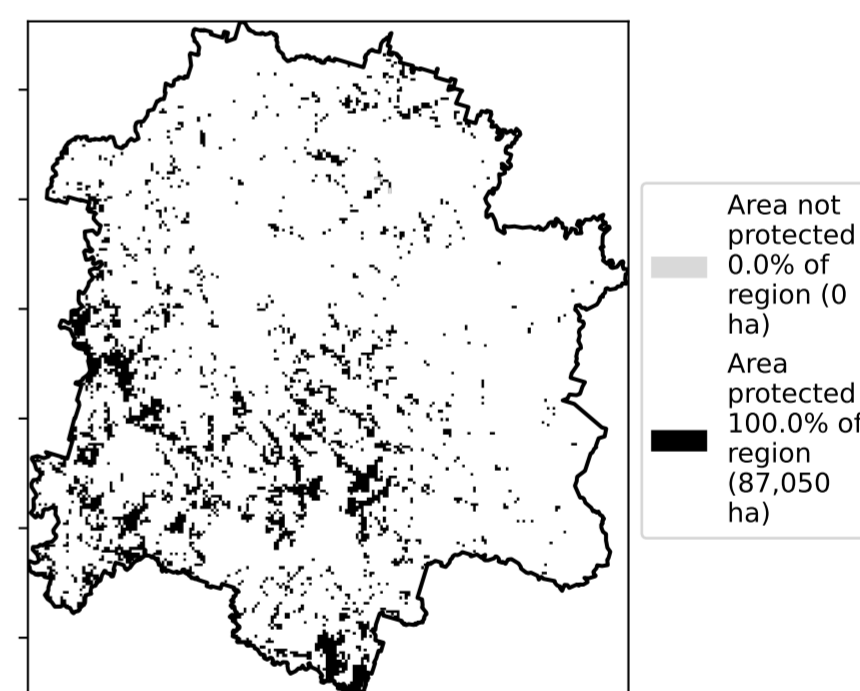 Area not
protected
0.0% of
region (0
ha)
Area
protected
100.0% of
region
(87,050
ha)